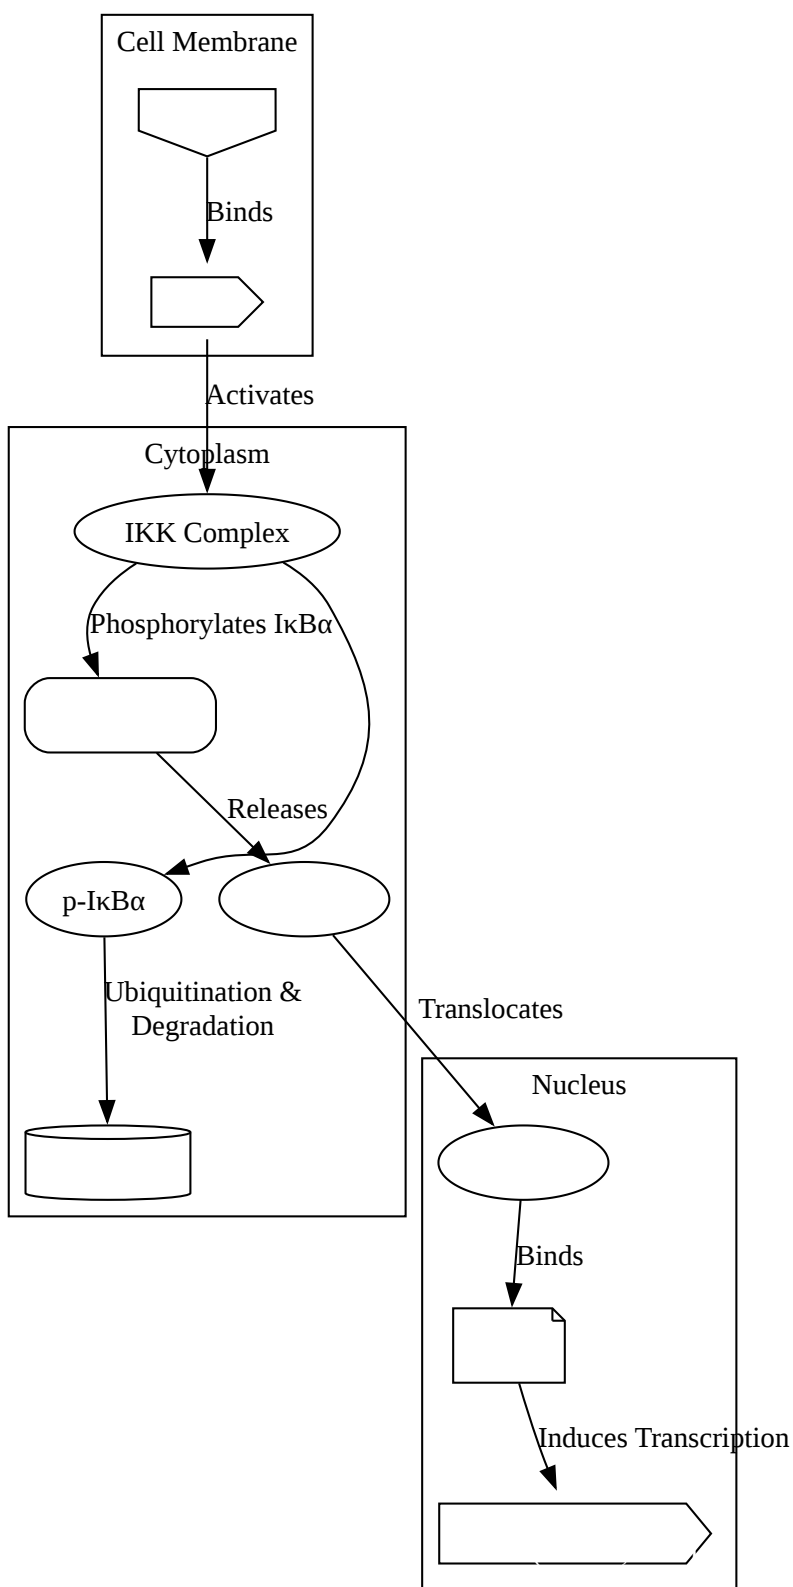 Cell Membrane
Binds
Activates
Cytoplasm
IKK Complex
Phosphorylates IκBα
Releases
p-IκBα
Ubiquitination &
Degradation
Translocates
Nucleus
Binds
Induces Transcription